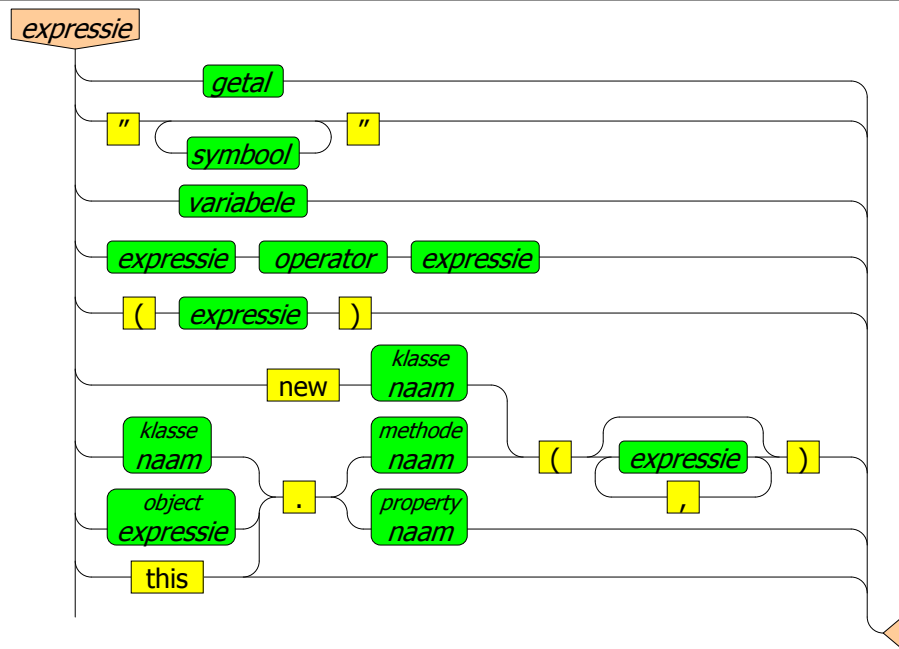 expressie
getal
" symbool "
variabele
expressie operator expressie
( expressie )
new klasse naam
klasse naam
methode naam
( expressie )
,
object expressie
.
property naam
this